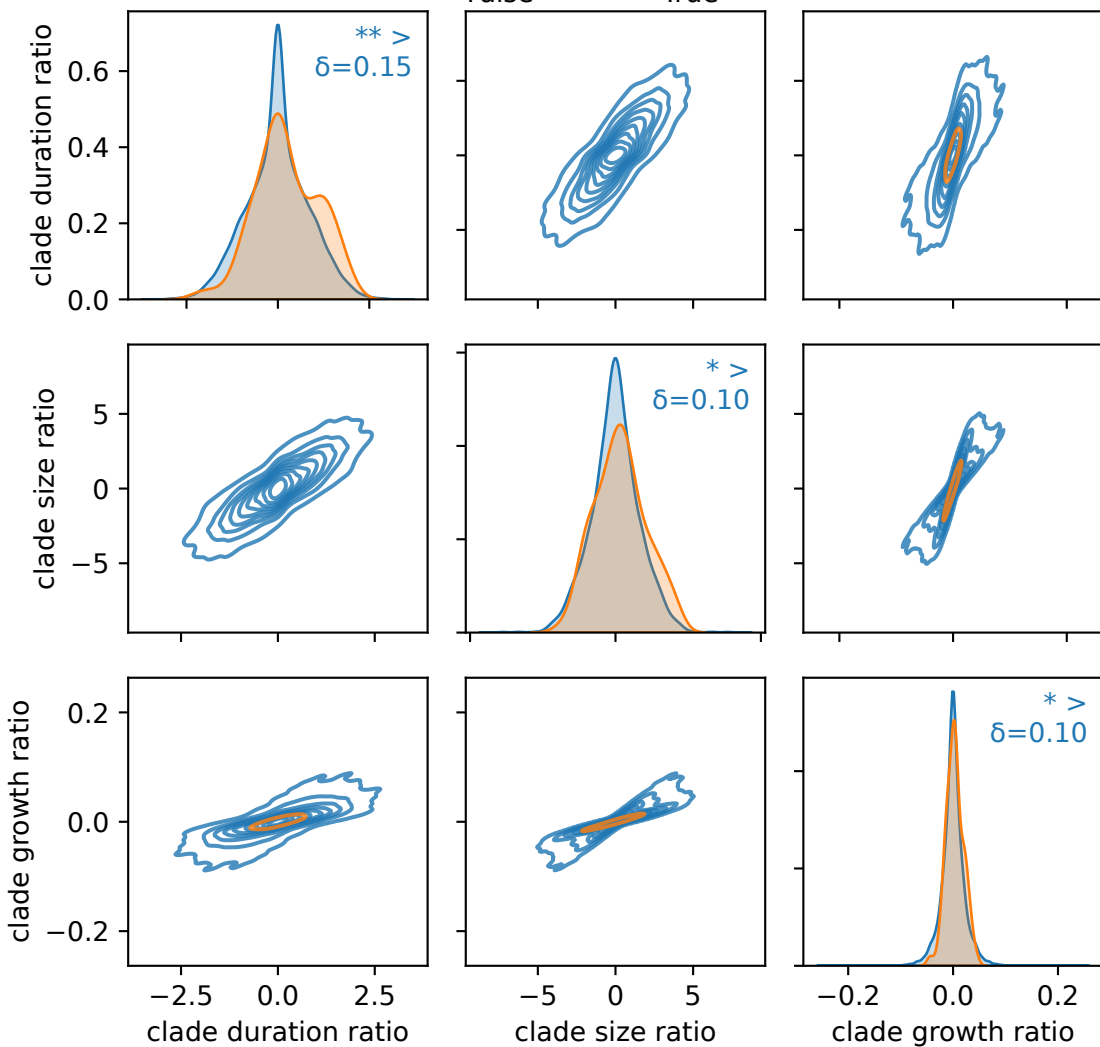 clade duration ratio
0.6
0.4
0.2
0.0
** >
δ=0.15
clade size ratio
5
0
−5
* >
δ=0.10
clade growth ratio
0.2
0.0
−0.2
* >
δ=0.10
−2.5 0.0 2.5
−5 0 5
−0.2 0.0 0.2
clade duration ratio
clade size ratio
clade growth ratio